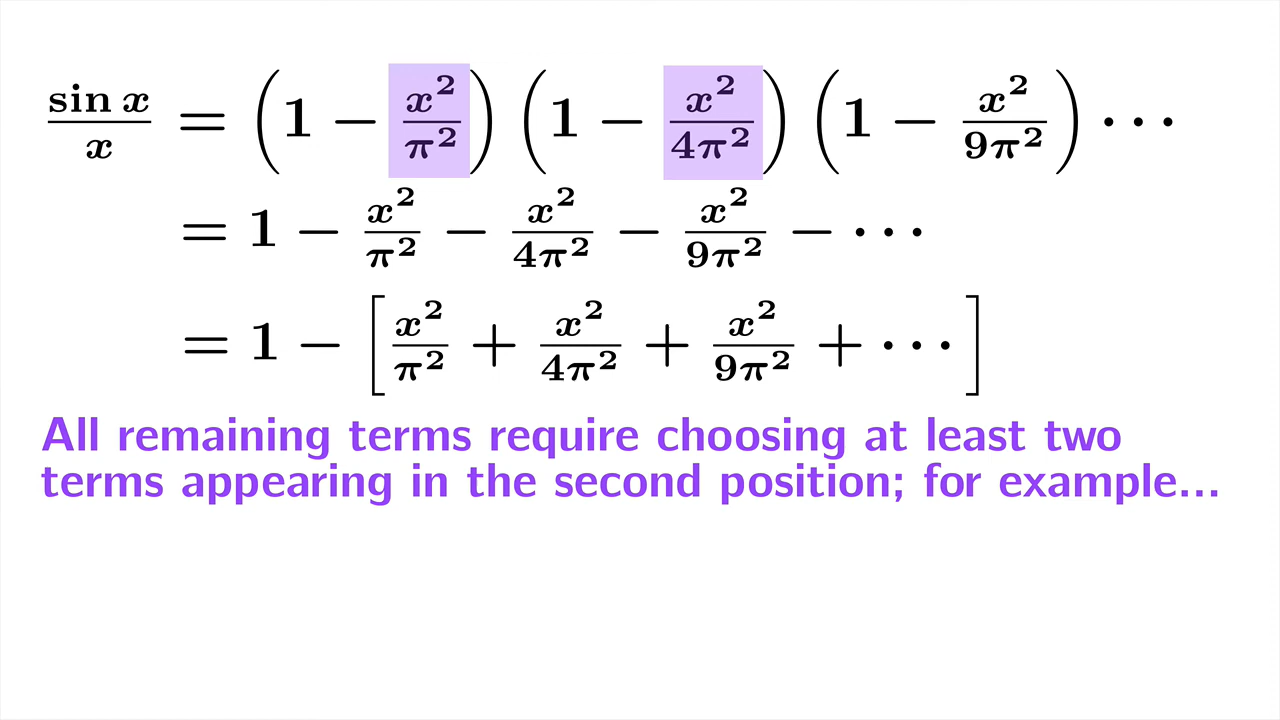 sin x / x = (1 − x²/π²) (1 − x²/4π²) (1 − x²/9π²) ···
= 1 − x²/π² − x²/4π² − x²/9π² − ···
= 1 − [x²/π² + x²/4π² + x²/9π² + ···]
All remaining terms require choosing at least two
terms appearing in the second position; for example...